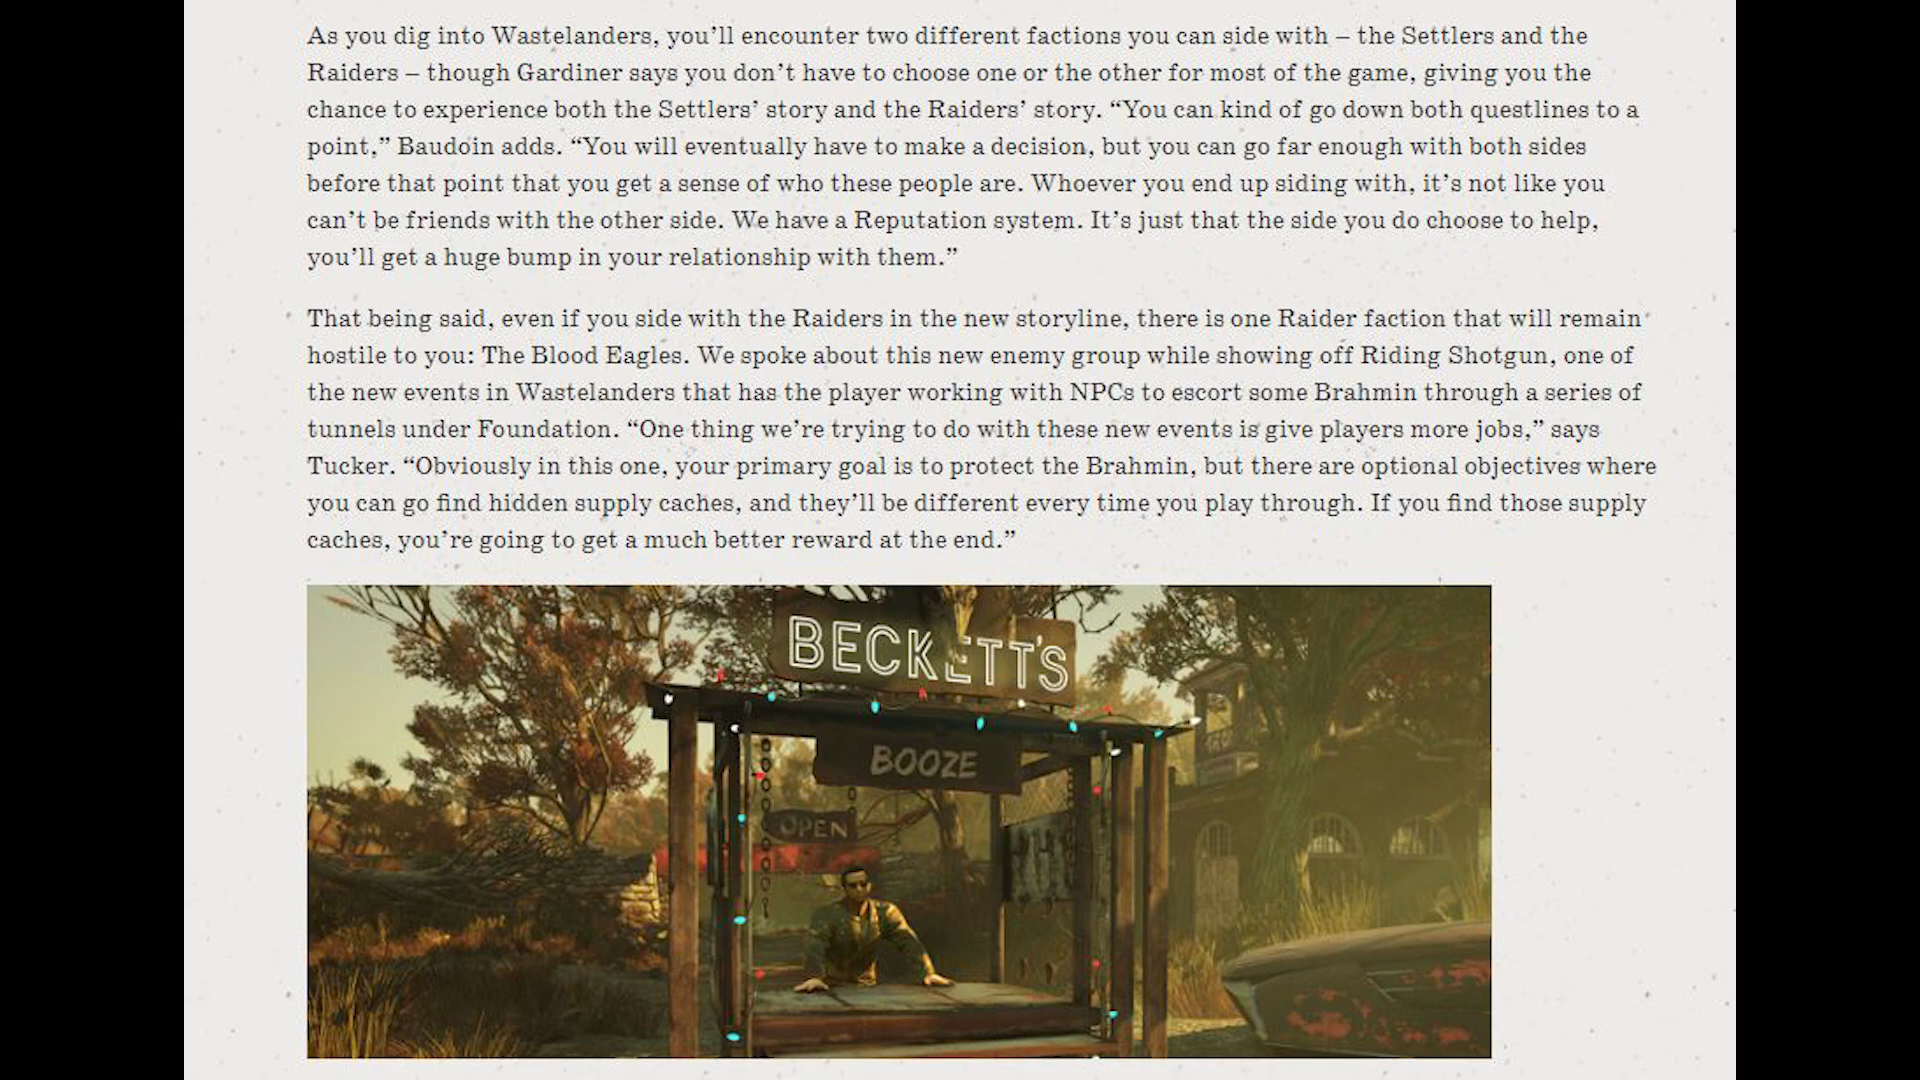 As you dig into Wastelanders, you’ll encounter two different factions you can side with – the Settlers and the
Raiders – though Gardiner says you don’t have to choose one or the other for most of the game, giving you the
chance to experience both the Settlers’ story and the Raiders’ story. “You can kind of go down both questlines to a
point,” Baudoin adds. “You will eventually have to make a decision, but you can go far enough with both sides
before that point that you get a sense of who these people are. Whoever you end up siding with, it’s not like you
can’t be friends with the other side. We have a Reputation system. It’s just that the side you do choose to help,
you’ll get a huge bump in your relationship with them.”
That being said, even if you side with the Raiders in the new storyline, there is one Raider faction that will remain
hostile to you: The Blood Eagles. We spoke about this new enemy group while showing off Riding Shotgun, one of
the new events in Wastelanders that has the player working with NPCs to escort some Brahmin through a series of
tunnels under Foundation. “One thing we’re trying to do with these new events is give players more jobs,” says
Tucker. “Obviously in this one, your primary goal is to protect the Brahmin, but there are optional objectives where
you can go find hidden supply caches, and they’ll be different every time you play through. If you find those supply
caches, you’re going to get a much better reward at the end.”
BECKETT'S
BOOZE
OPEN